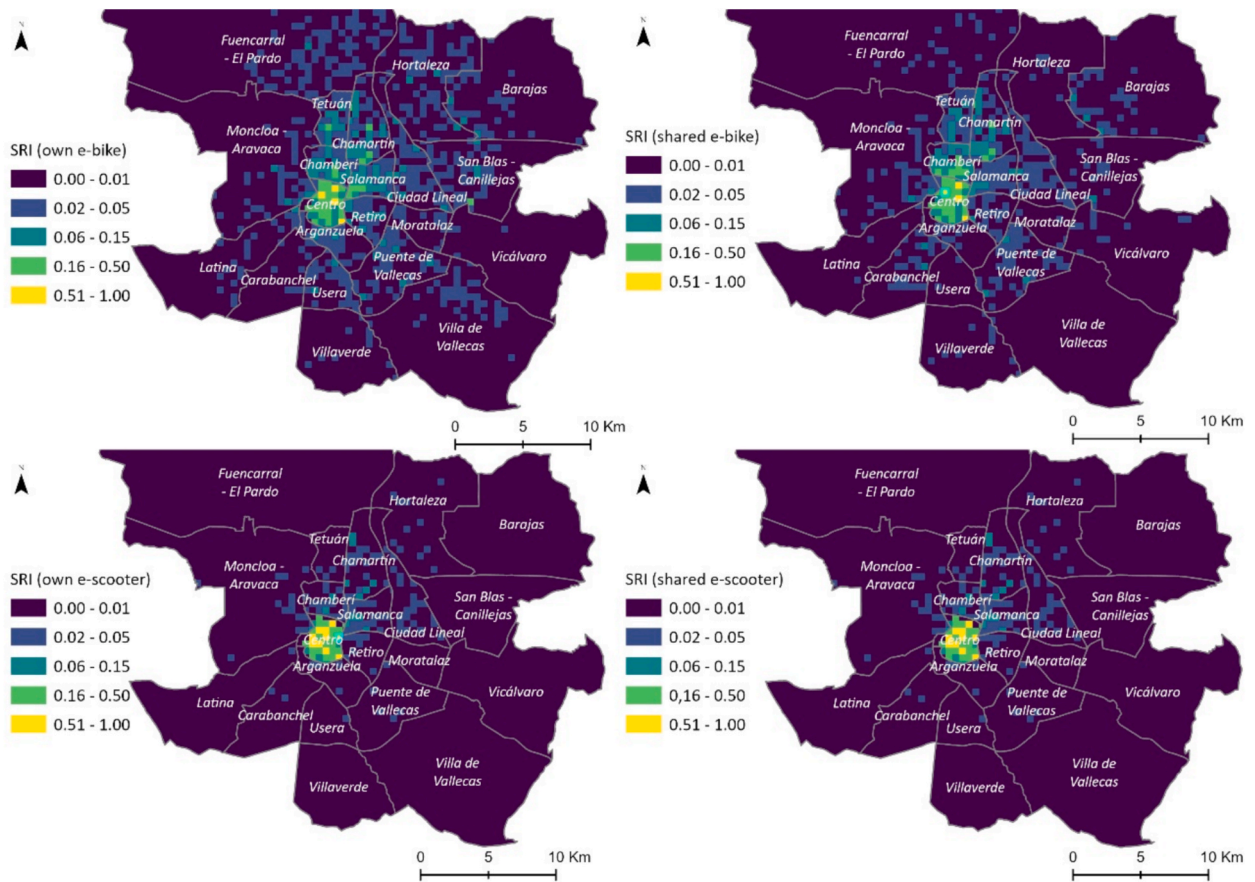 N
Fuencarral
- El Pardo
Hortaleza
Barajas
Tetuán
Moncloa -
Aravaca
Chamartín
SRI (own e-bike)
Chamberí
San Blas -
Canillejas
0.00 - 0.01
Salamanca
0.02 - 0.05
Ciudad Lineal
Centro
Retiro
0.06 - 0.15
Arganzuela
Moratalaz
0.16 - 0.50
Latina
Puente de
Vallecas
Vicálvaro
Carabanchel
0.51 - 1.00
Usera
Villa de
Vallecas
Villaverde
0 5 10 Km
N
Fuencarral
- El Pardo
Hortaleza
Barajas
Tetuán
Moncloa -
Aravaca
Chamartín
SRI (shared e-bike)
Chamberí
San Blas -
Canillejas
0.00 - 0.01
Salamanca
0.02 - 0.05
Ciudad Lineal
Centro
Retiro
0.06 - 0.15
Arganzuela
Moratalaz
0.16 - 0.50
Latina
Puente de
Vallecas
Vicálvaro
Carabanchel
0.51 - 1.00
Usera
Villa de
Vallecas
Villaverde
0 5 10 Km
N
Fuencarral
- El Pardo
Hortaleza
Barajas
Tetuán
Moncloa -
Aravaca
Chamartín
SRI (own e-scooter)
Chamberí
San Blas -
Canillejas
0.00 - 0.01
Salamanca
0.02 - 0.05
Ciudad Lineal
Centro
Retiro
0.06 - 0.15
Arganzuela
Moratalaz
0.16 - 0.50
Latina
Puente de
Vallecas
Vicálvaro
Carabanchel
0.51 - 1.00
Usera
Villa de
Vallecas
Villaverde
0 5 10 Km
N
Fuencarral
- El Pardo
Hortaleza
Barajas
Tetuán
Moncloa -
Aravaca
Chamartín
SRI (shared e-scooter)
Chamberí
San Blas -
Canillejas
0.00 - 0.01
Salamanca
0.02 - 0.05
Ciudad Lineal
Centro
Retiro
0.06 - 0.15
Arganzuela
Moratalaz
0,16 - 0.50
Latina
Puente de
Vallecas
Vicálvaro
Carabanchel
0.51 - 1.00
Usera
Villa de
Vallecas
Villaverde
0 5 10 Km